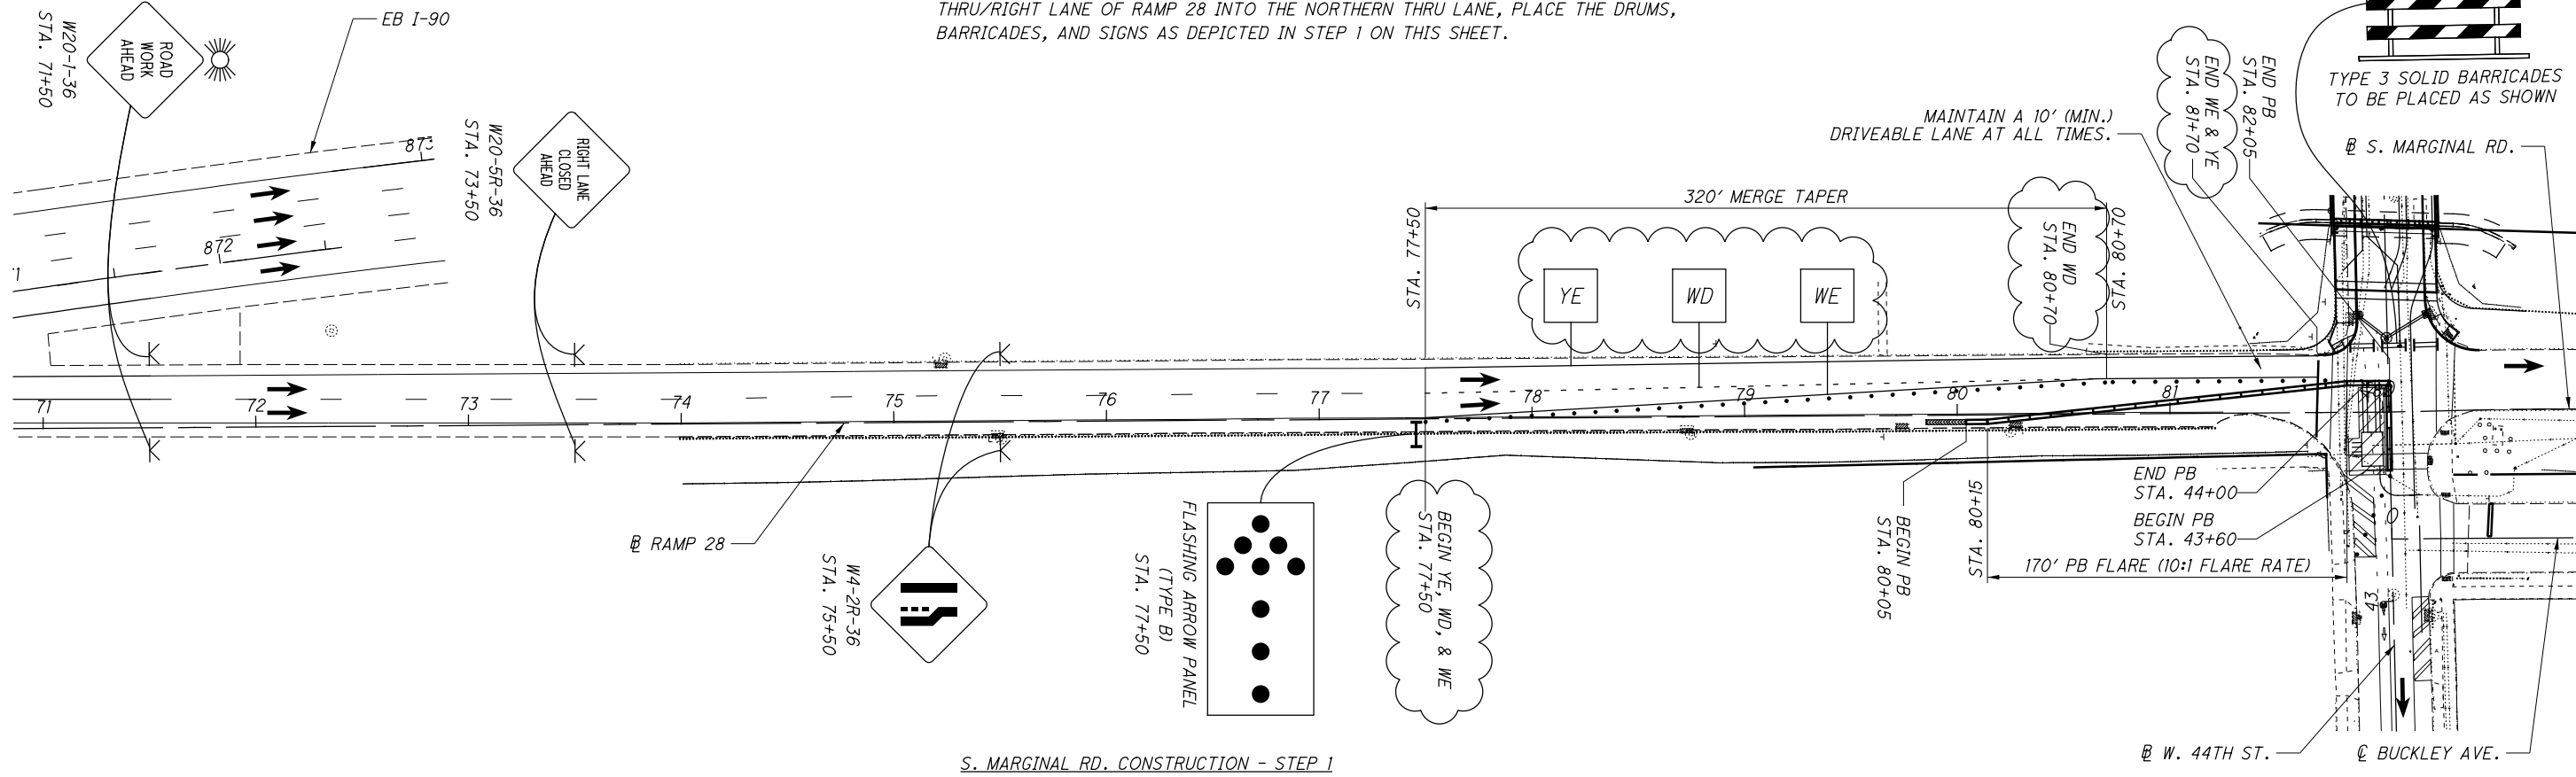 THRU/RIGHT LANE OF RAMP 28 INTO THE NORTHERN THRU LANE, PLACE THE DRUMS,
BARRICADES, AND SIGNS AS DEPICTED IN STEP 1 ON THIS SHEET.
W20-1-36
STA. 71+50
ROAD
WORK
AHEAD
EB I-90
W20-5R-36
STA. 73+50
RIGHT LANE
CLOSED
AHEAD
872
873
TYPE 3 SOLID BARRICADES
TO BE PLACED AS SHOWN
END PB
STA. 82+05
END WE & YE
STA. 81+70
MAINTAIN A 10' (MIN.)
DRIVEABLE LANE AT ALL TIMES.
℄ S. MARGINAL RD.
320' MERGE TAPER
STA. 77+50
STA. 80+70
END WD
STA. 80+70
YE
WD
WE
71
72
73
74
75
76
77
78
79
80
81
℄ RAMP 28
W4-2R-36
STA. 75+50
FLASHING ARROW PANEL
(TYPE B)
STA. 77+50
BEGIN YE, WD, & WE
STA. 77+50
BEGIN PB
STA. 80+05
STA. 80+15
170' PB FLARE (10:1 FLARE RATE)
END PB
STA. 44+00
BEGIN PB
STA. 43+60
43
℄ W. 44TH ST.
℄ BUCKLEY AVE.
S. MARGINAL RD. CONSTRUCTION - STEP 1